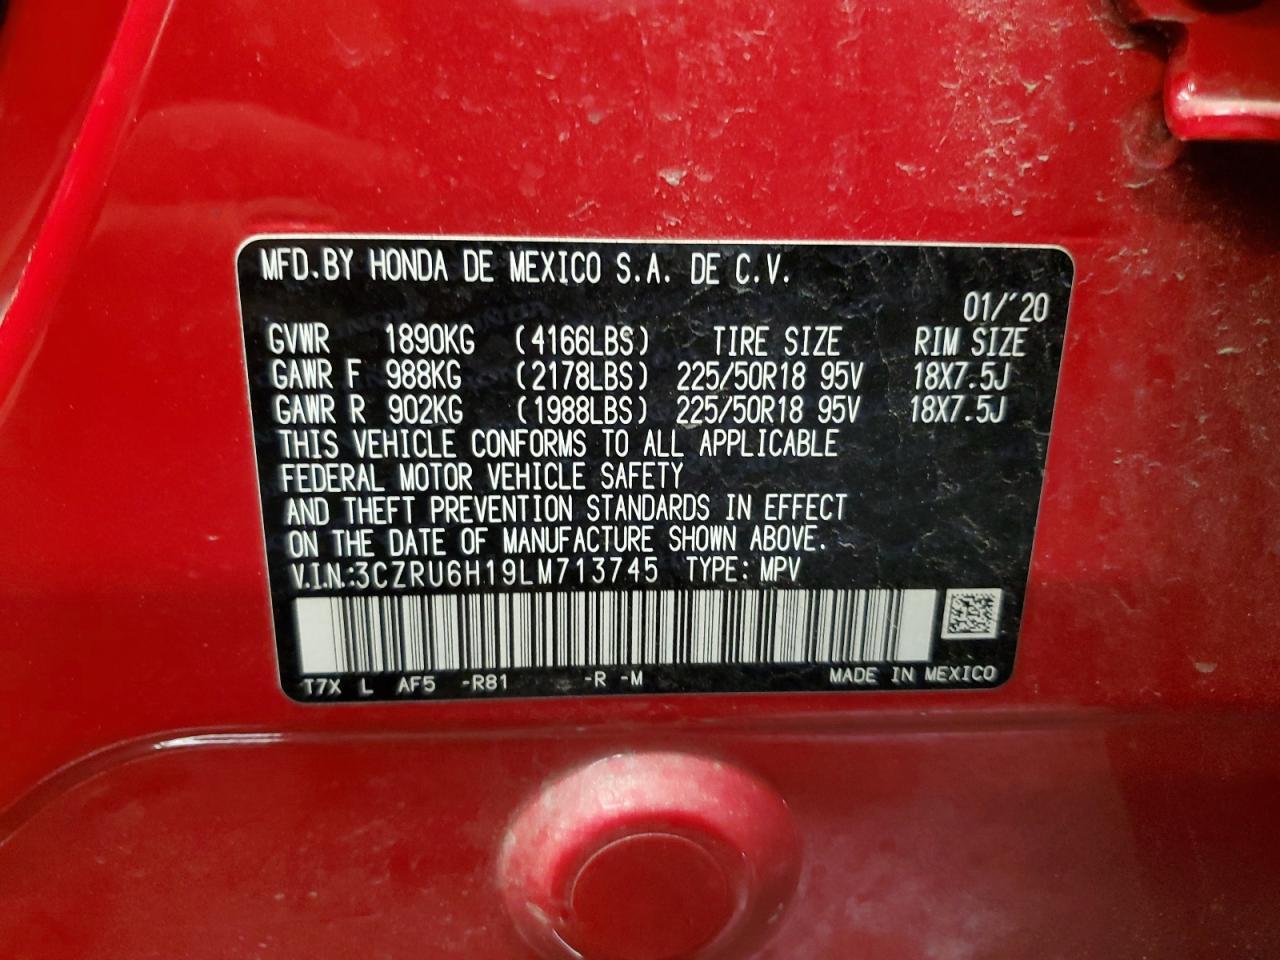 MFD.BY HONDA DE MEXICO S.A. DE C.V.
01/'20
GVWR 1890KG (4166LBS) TIRE SIZE RIM SIZE
GAWR F 988KG (2178LBS) 225/50R18 95V 18X7.5J
GAWR R 902KG (1988LBS) 225/50R18 95V 18X7.5J
THIS VEHICLE CONFORMS TO ALL APPLICABLE
FEDERAL MOTOR VEHICLE SAFETY
AND THEFT PREVENTION STANDARDS IN EFFECT
ON THE DATE OF MANUFACTURE SHOWN ABOVE.
V.I.N.:3CZRU6H19LM713745 TYPE: MPV
T7X L AF5 -R81 -R -M MADE IN MEXICO